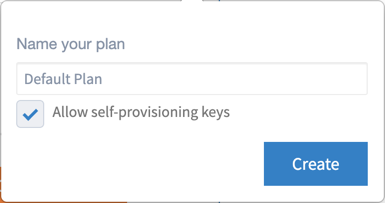 Name your plan
Default Plan
Allow self-provisioning keys
Create